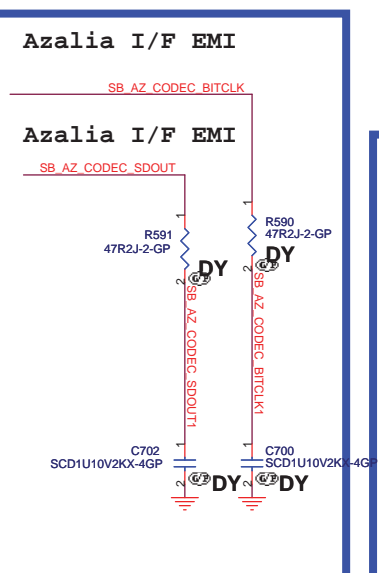 Azalia I/F EMI
SB_AZ_CODEC_BITCLK
Azalia I/F EMI
SB_AZ_CODEC_SDOUT
1
1
R591
47R2J-2-GP
R590
47R2J-2-GP
2
G/P
DY
2
G/P
DY
SB_AZ_CODEC_SDOUT1
SB_AZ_CODEC_BITCLK1
1
1
C702
SCD1U10V2KX-4GP
C700
SCD1U10V2KX-4GP
2
G/P
DY
2
G/P
DY